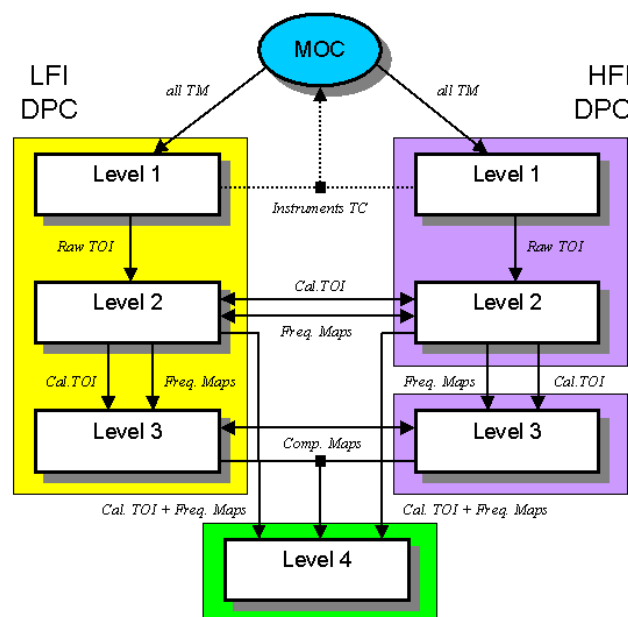 MOC
LFI
DPC
HFI
DPC
all TM
all TM
Level 1
Level 1
Instruments TC
Raw TOI
Raw TOI
Level 2
Level 2
Cal.TOI
Freq. Maps
Cal.TOI
Freq. Maps
Freq. Maps
Cal.TOI
Level 3
Level 3
Comp. Maps
Cal. TOI + Freq. Maps
Cal. TOI + Freq. Maps
Level 4